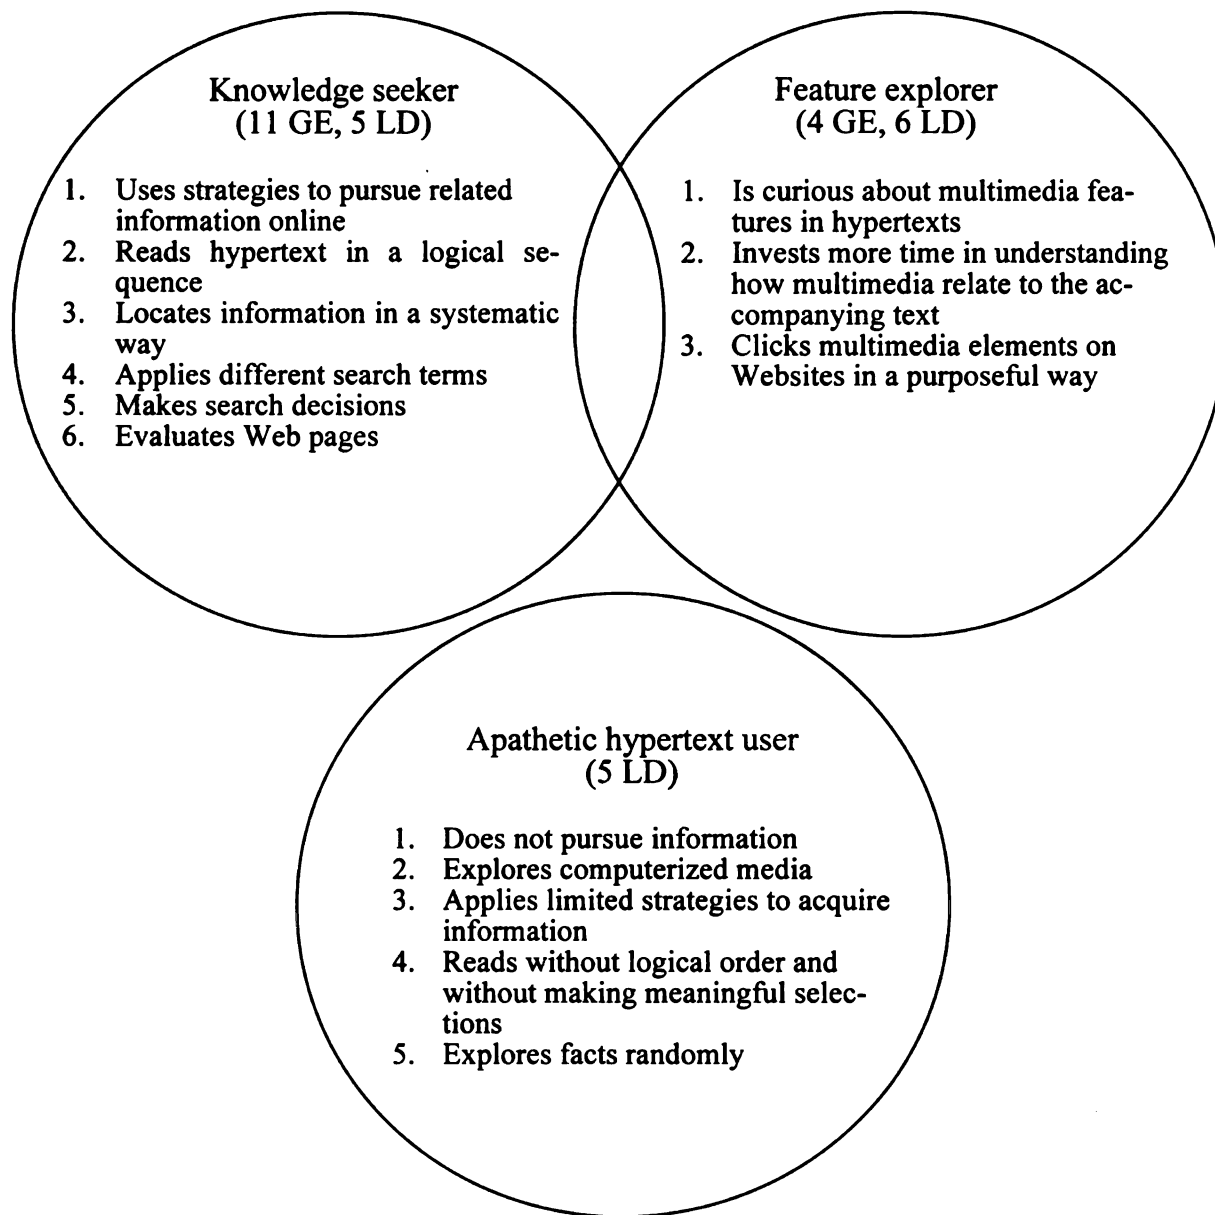 Knowledge seeker
(11 GE, 5 LD)
1. Uses strategies to pursue related
information online
2. Reads hypertext in a logical se-
quence
3. Locates information in a systematic
way
4. Applies different search terms
5. Makes search decisions
6. Evaluates Web pages
Feature explorer
(4 GE, 6 LD)
1. Is curious about multimedia fea-
tures in hypertexts
2. Invests more time in understanding
how multimedia relate to the ac-
companying text
3. Clicks multimedia elements on
Websites in a purposeful way
Apathetic hypertext user
(5 LD)
1. Does not pursue information
2. Explores computerized media
3. Applies limited strategies to acquire
information
4. Reads without logical order and
without making meaningful selec-
tions
5. Explores facts randomly